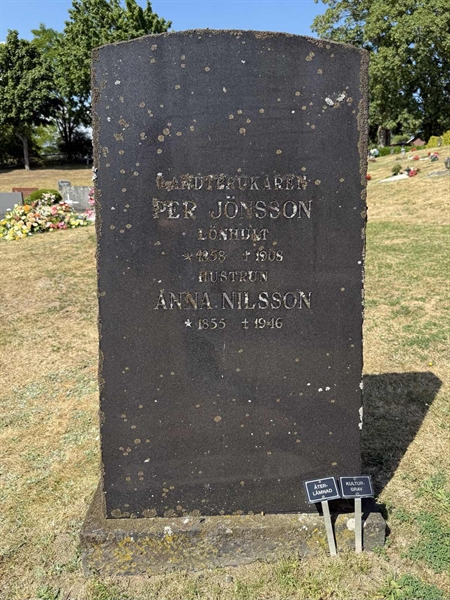 LANDTBRUKAREN
PER JÖNSSON
LÖNHULT
* 1858 † 1908
HUSTRUN
ANNA NILSSON
* 1855 † 1946
ÅTER-
LÄMNAD
KULTUR
GRAV